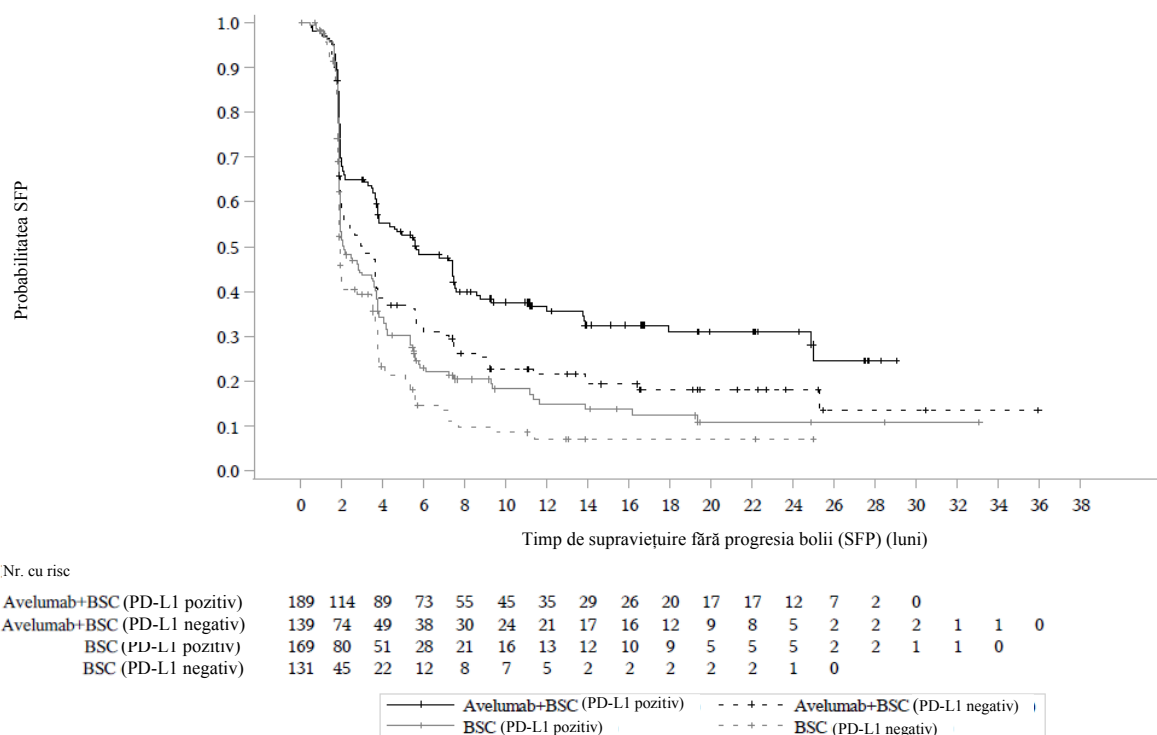 1.0
0.9
0.8
0.7
0.6
0.5
0.4
0.3
0.2
0.1
0.0
Probabilitatea SFP
0 2 4 6 8 10 12 14 16 18 20 22 24 26 28 30 32 34 36 38
Timp de supraviețuire fără progresia bolii (SFP) (luni)
Nr. cu risc
Avelumab+BSC (PD-L1 pozitiv) 189 114 89 73 55 45 35 29 26 20 17 17 12 7 2 0
Avelumab+BSC (PD-L1 negativ) 139 74 49 38 30 24 21 17 16 12 9 8 5 2 2 2 1 1 0
BSC (PD-L1 pozitiv) 169 80 51 28 21 16 13 12 10 9 5 5 5 2 2 1 1 0
BSC (PD-L1 negativ) 131 45 22 12 8 7 5 2 2 2 2 2 1 0
Avelumab+BSC (PD-L1 pozitiv) Avelumab+BSC (PD-L1 negativ)
BSC (PD-L1 pozitiv) BSC (PD-L1 negativ)